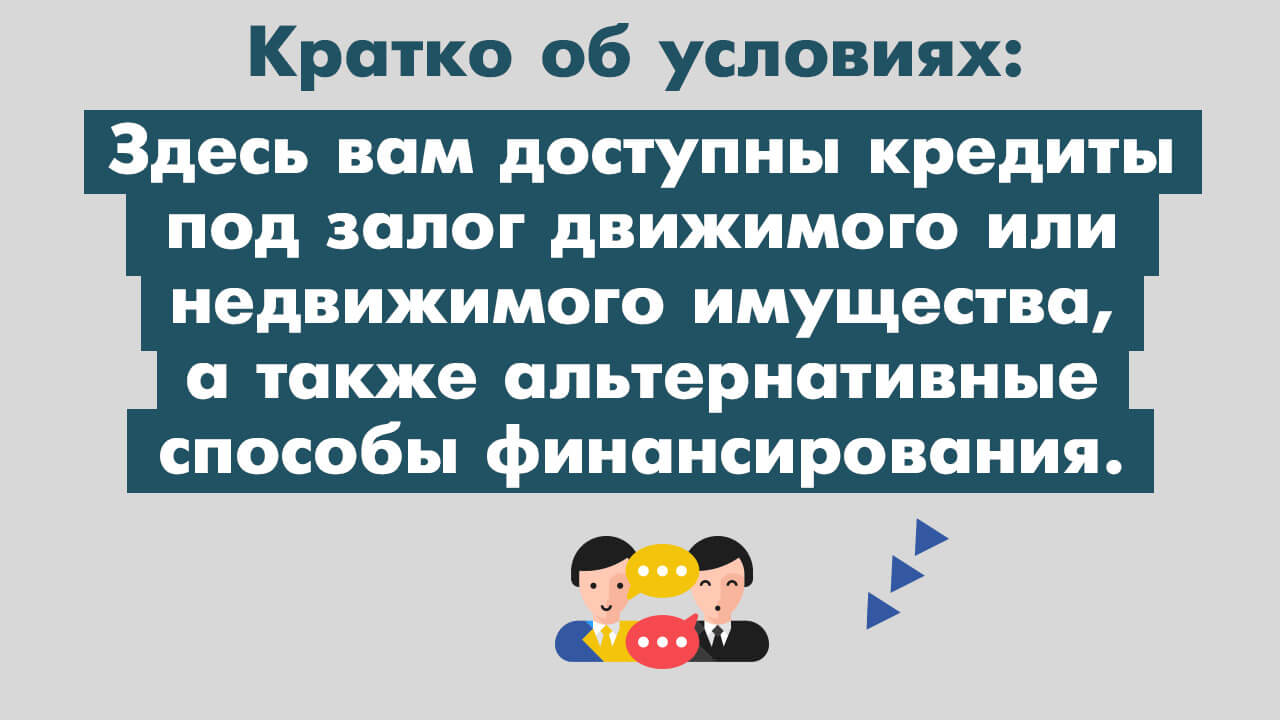 Кратко об условиях:
Здесь вам доступны кредиты
под залог движимого или
недвижимого имущества,
а также альтернативные
способы финансирования.